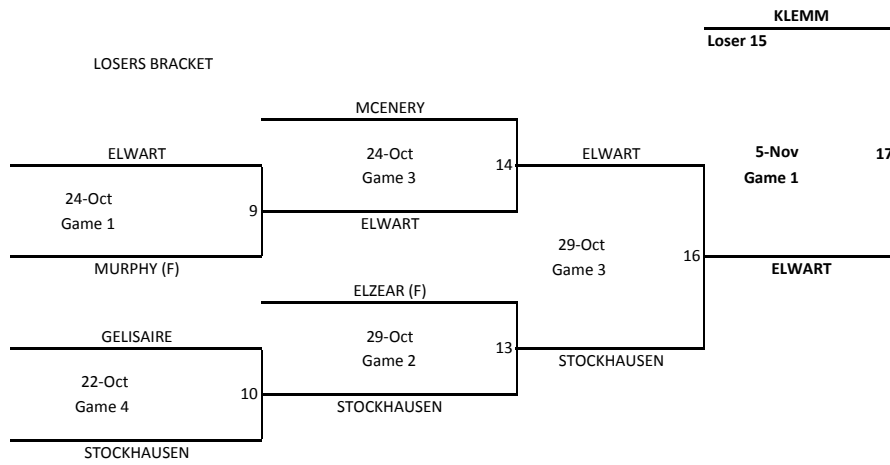 KLEMM
Loser 15
LOSERS BRACKET
MCENERY
ELWART
24-Oct
Game 3
14
ELWART
5-Nov
Game 1
17
24-Oct
Game 1
9
ELWART
MURPHY (F)
29-Oct
Game 3
16
ELWART
ELZEAR (F)
GELISAIRE
29-Oct
Game 2
13
STOCKHAUSEN
22-Oct
Game 4
10
STOCKHAUSEN
STOCKHAUSEN